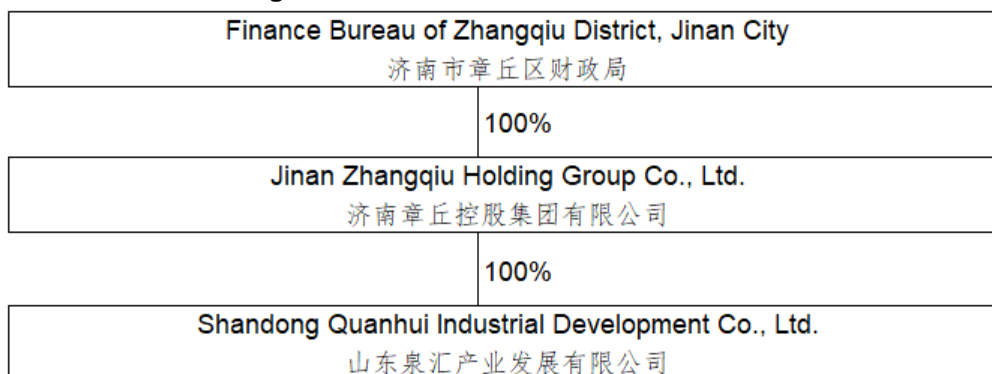 Finance Bureau of Zhangqiu District, Jinan City
济南市章丘区财政局
100%
Jinan Zhangqiu Holding Group Co., Ltd.
济南章丘控股集团有限公司
100%
Shandong Quanhui Industrial Development Co., Ltd.
山东泉汇产业发展有限公司